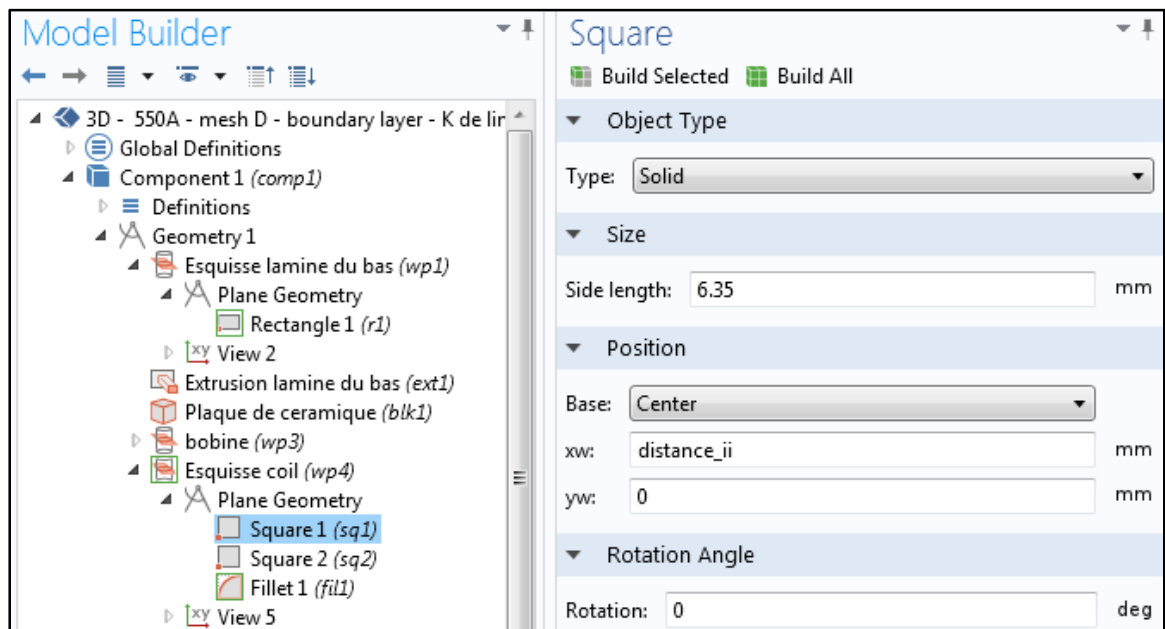 Model Builder
3D - 550A - mesh D - boundary layer - K de lir
Global Definitions
Component 1 (comp1)
Definitions
Geometry 1
Esquisse lamine du bas (wp1)
Plane Geometry
Rectangle 1 (r1)
xy View 2
Extrusion lamine du bas (ext1)
Plaque de ceramique (blk1)
bobine (wp3)
Esquisse coil (wp4)
Plane Geometry
Square 1 (sq1)
Square 2 (sq2)
Fillet 1 (fil1)
xy View 5
Square
Build Selected Build All
Object Type
Type: Solid
Size
Side length: 6.35 mm
Position
Base: Center
xw: distance_ii mm
yw: 0 mm
Rotation Angle
Rotation: 0 deg